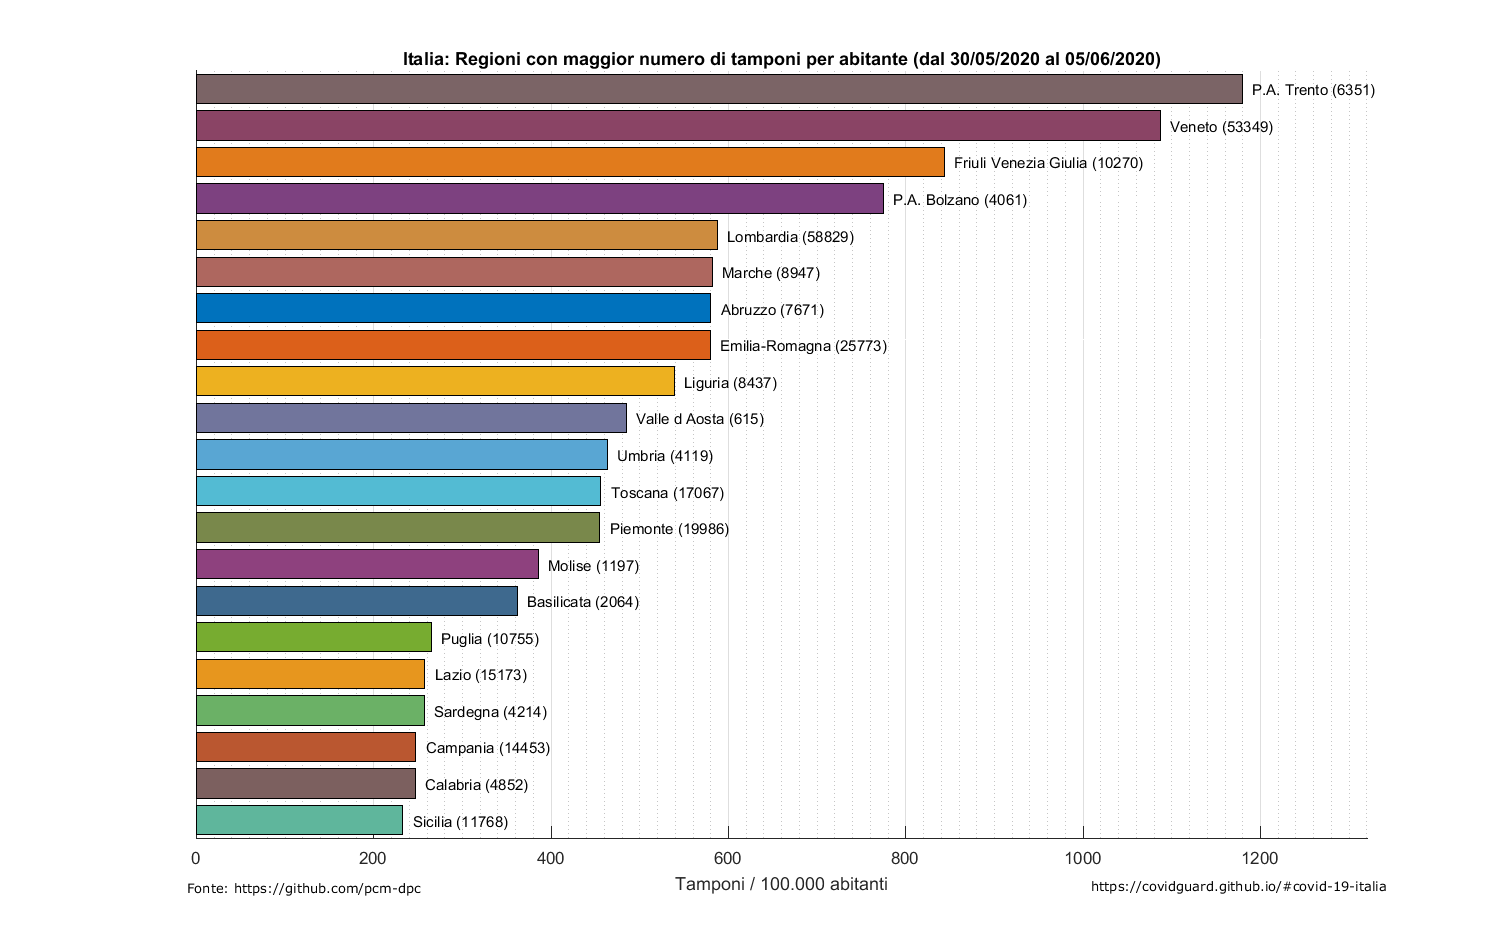 Italia: Regioni con maggior numero di tamponi per abitante (dal 30/05/2020 al 05/06/2020)
P.A. Trento (6351)
Veneto (53349)
Friuli Venezia Giulia (10270)
P.A. Bolzano (4061)
Lombardia (58829)
Marche (8947)
Abruzzo (7671)
Emilia-Romagna (25773)
Liguria (8437)
Valle d Aosta (615)
Umbria (4119)
Toscana (17067)
Piemonte (19986)
Molise (1197)
Basilicata (2064)
Puglia (10755)
Lazio (15173)
Sardegna (4214)
Campania (14453)
Calabria (4852)
Sicilia (11768)
0 200 400 600 800 1000 1200
Tamponi / 100.000 abitanti
Fonte: https://github.com/pcm-dpc
https://covidguard.github.io/#covid-19-italia